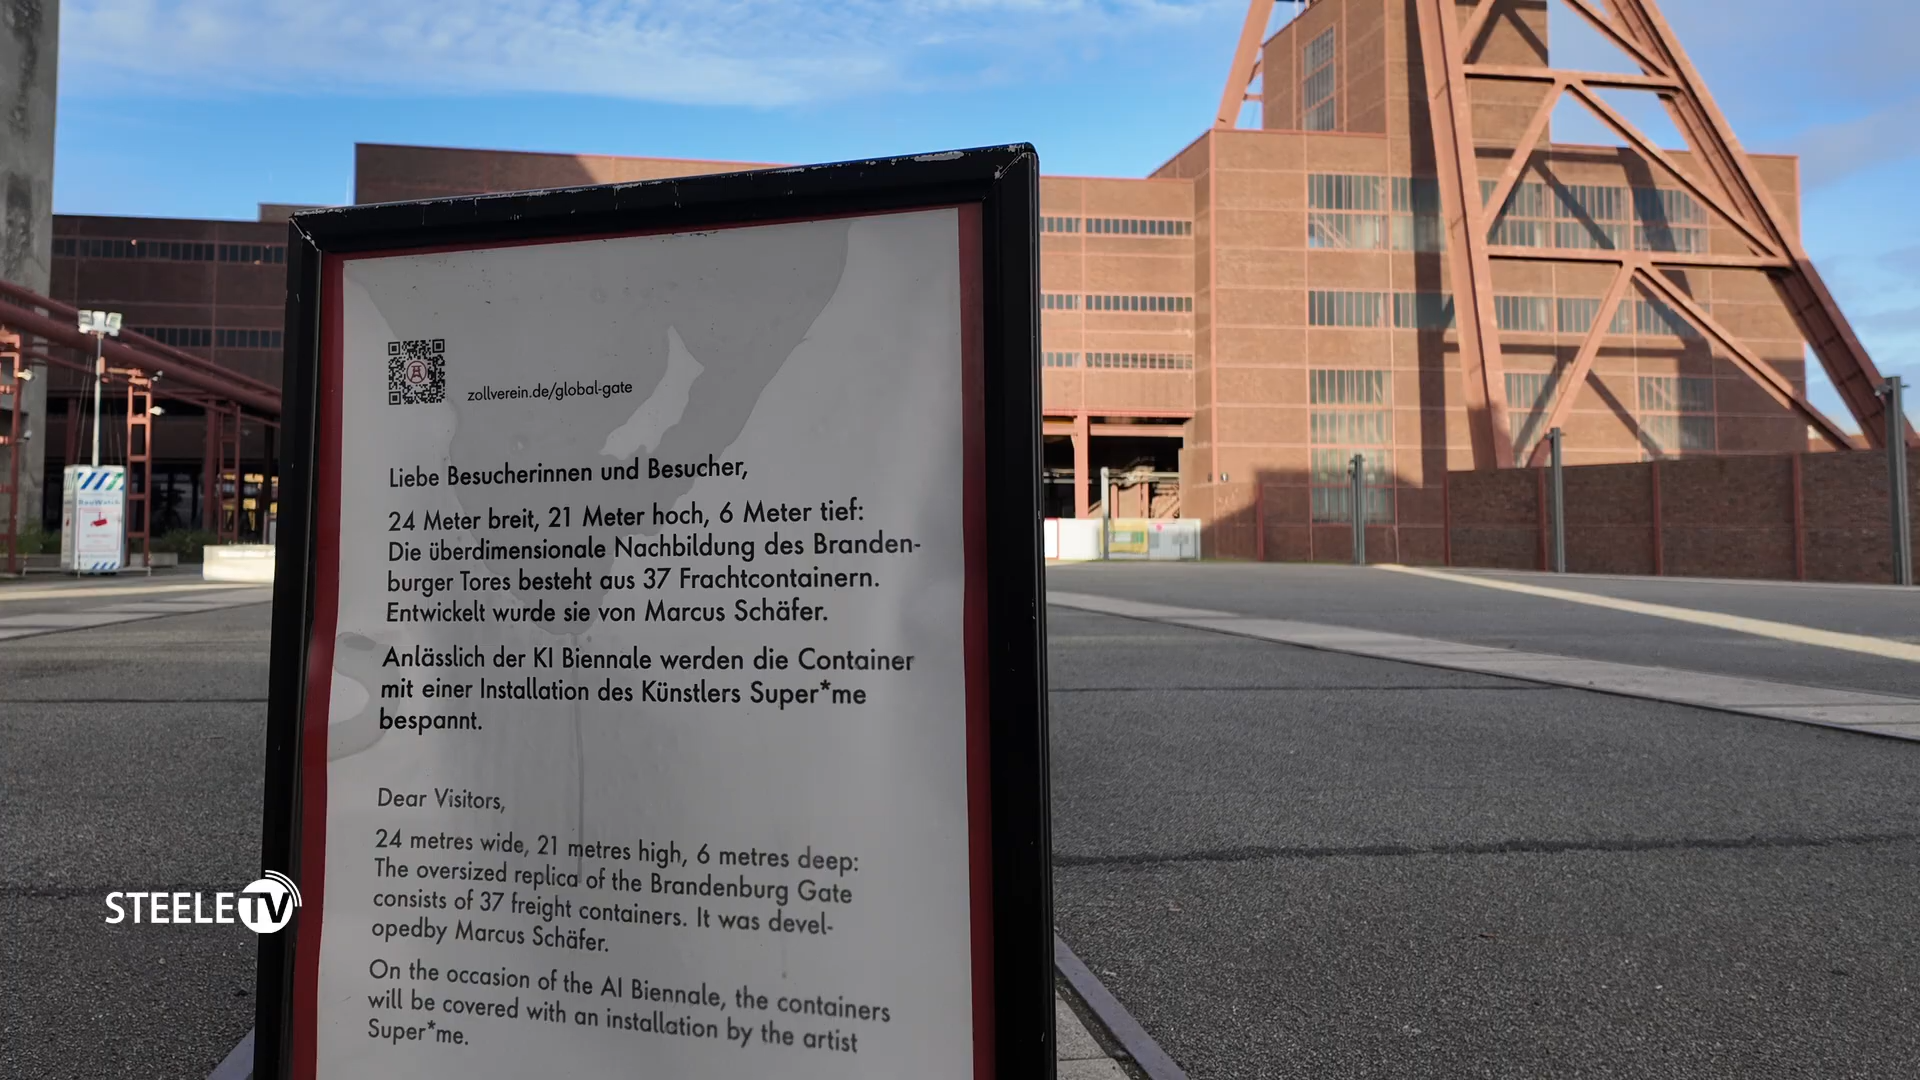 zollverein.de/global-gate
Liebe Besucherinnen und Besucher,
24 Meter breit, 21 Meter hoch, 6 Meter tief:
Die überdimensionale Nachbildung des Branden-
burger Tores besteht aus 37 Frachtcontainern.
Entwickelt wurde sie von Marcus Schäfer.
Anlässlich der KI Biennale werden die Container
mit einer Installation des Künstlers Super*me
bespannt.
Dear Visitors,
24 metres wide, 21 metres high, 6 metres deep:
The oversized replica of the Brandenburg Gate
consists of 37 freight containers. It was devel-
opedby Marcus Schäfer.
On the occasion of the AI Biennale, the containers
will be covered with an installation by the artist
Super*me.
STEELE TV
BauWatch